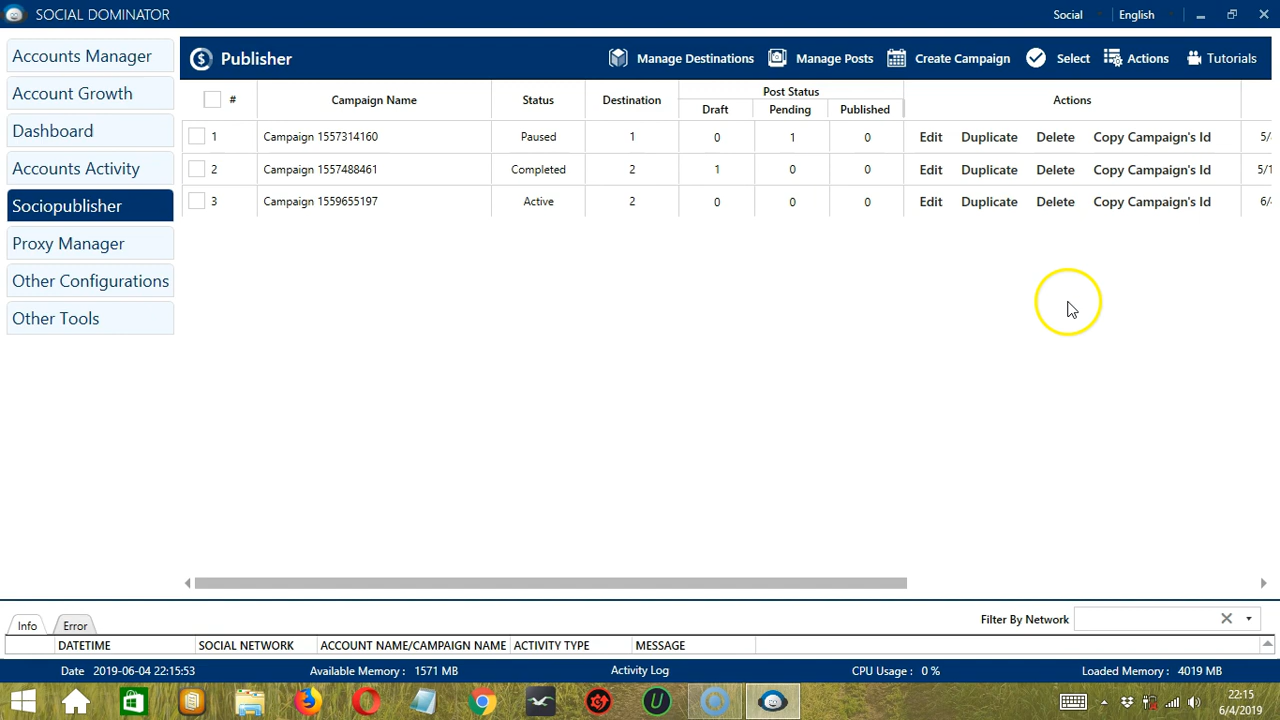 SOCIAL DOMINATOR Social English
Accounts Manager
Account Growth
Dashboard
Accounts Activity
Sociopublisher
Proxy Manager
Other Configurations
Other Tools
Publisher Manage Destinations Manage Posts Create Campaign Select Actions Tutorials
# Campaign Name Status Destination Post Status Actions
Draft Pending Published
1 Campaign 1557314160 Paused 1 0 1 0 Edit Duplicate Delete Copy Campaign's Id 5/
2 Campaign 1557488461 Completed 2 1 0 0 Edit Duplicate Delete Copy Campaign's Id 5/1
3 Campaign 1559655197 Active 2 0 0 0 Edit Duplicate Delete Copy Campaign's Id 6/
Info Error Filter By Network
DATETIME SOCIAL NETWORK ACCOUNT NAME/CAMPAIGN NAME ACTIVITY TYPE MESSAGE
Date 2019-06-04 22:15:53 Available Memory : 1571 MB Activity Log CPU Usage : 0 % Loaded Memory : 4019 MB
22:15
6/4/2019